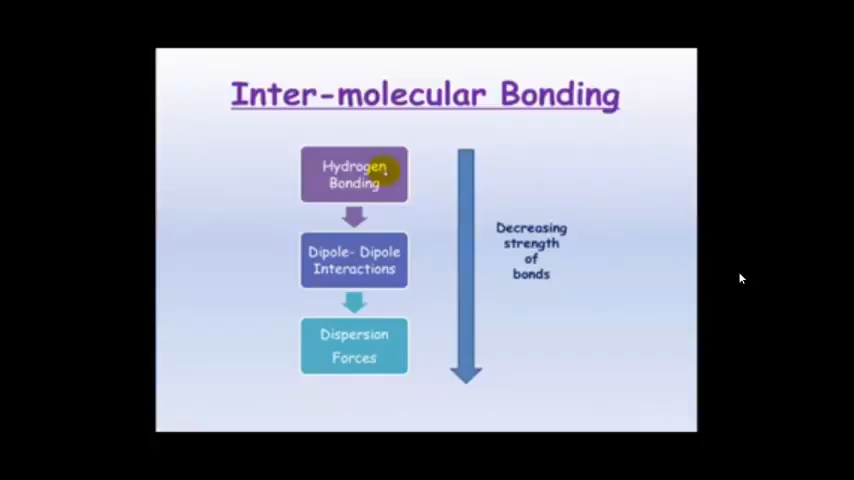 Inter-molecular Bonding
Hydrogen
Bonding
Dipole- Dipole
Interactions
Dispersion
Forces
Decreasing
strength
of
bonds